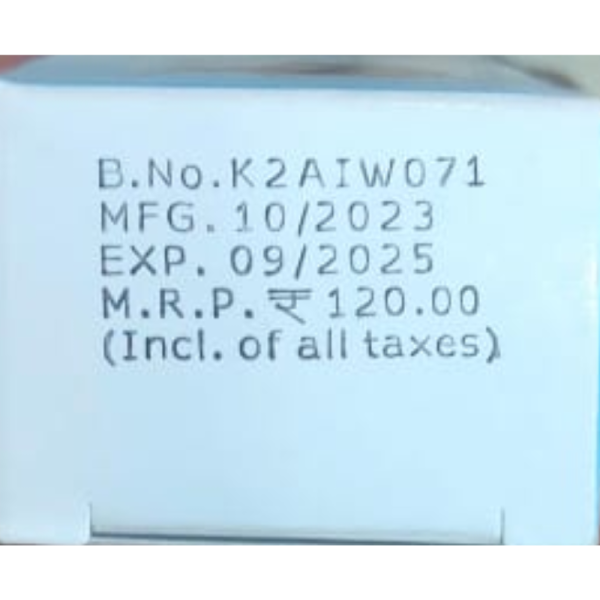 B.No.K2AIW071
MFG. 10/2023
EXP. 09/2025
M.R.P. ₹ 120.00
(Incl. of all taxes)